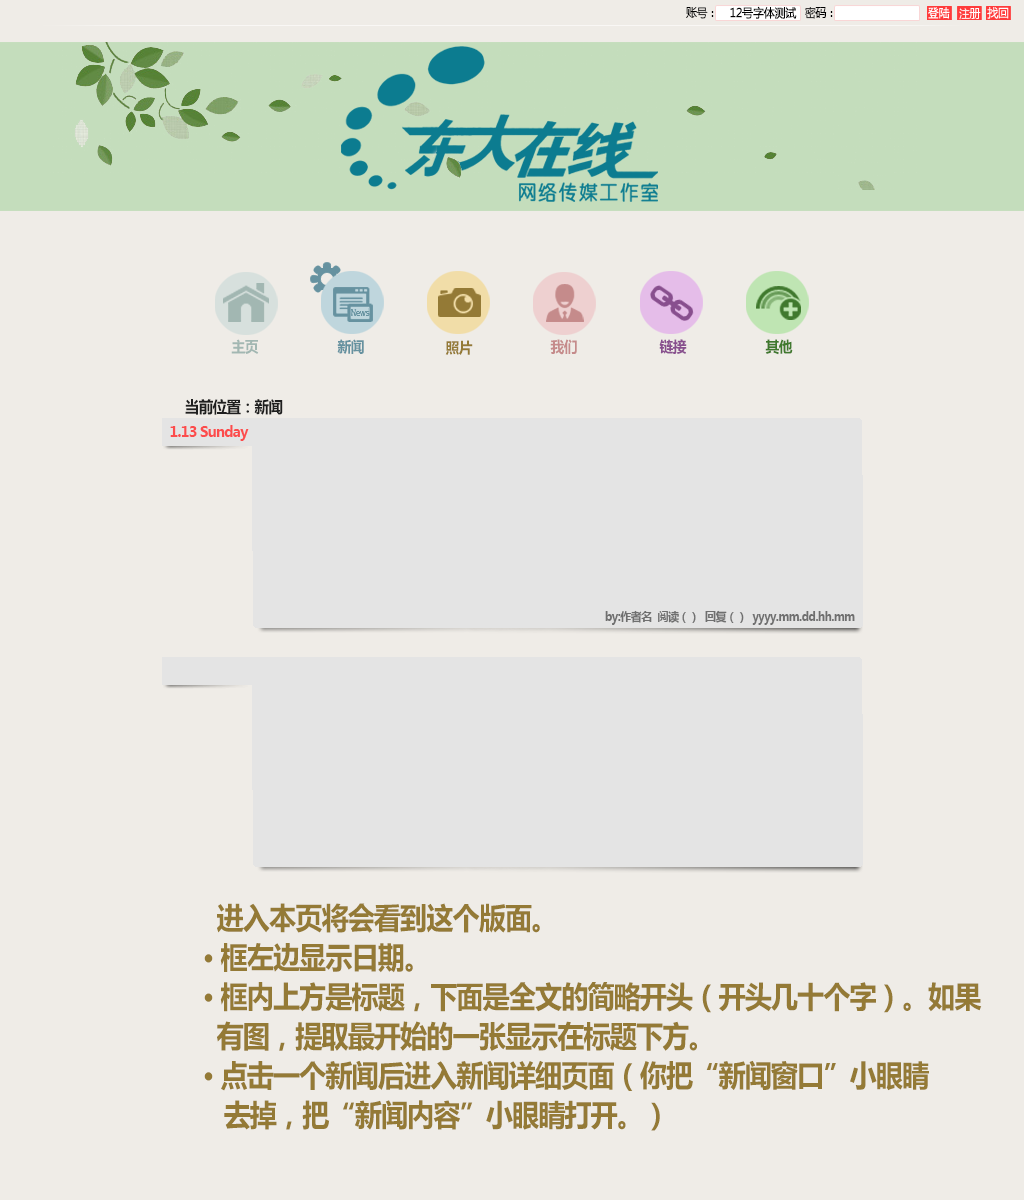 账号： 12号字体测试 密码： 登陆 注册 找回
东大在线
网络传媒工作室
News
主页 新闻 照片 我们 链接 其他
当前位置：新闻
1.13 Sunday
by:作者名 阅读（ ） 回复（ ） yyyy.mm.dd.hh.mm
进入本页将会看到这个版面。
• 框左边显示日期。
• 框内上方是标题，下面是全文的简略开头（开头几十个字）。如果
有图，提取最开始的一张显示在标题下方。
• 点击一个新闻后进入新闻详细页面（你把“新闻窗口”小眼睛
去掉，把“新闻内容”小眼睛打开。）